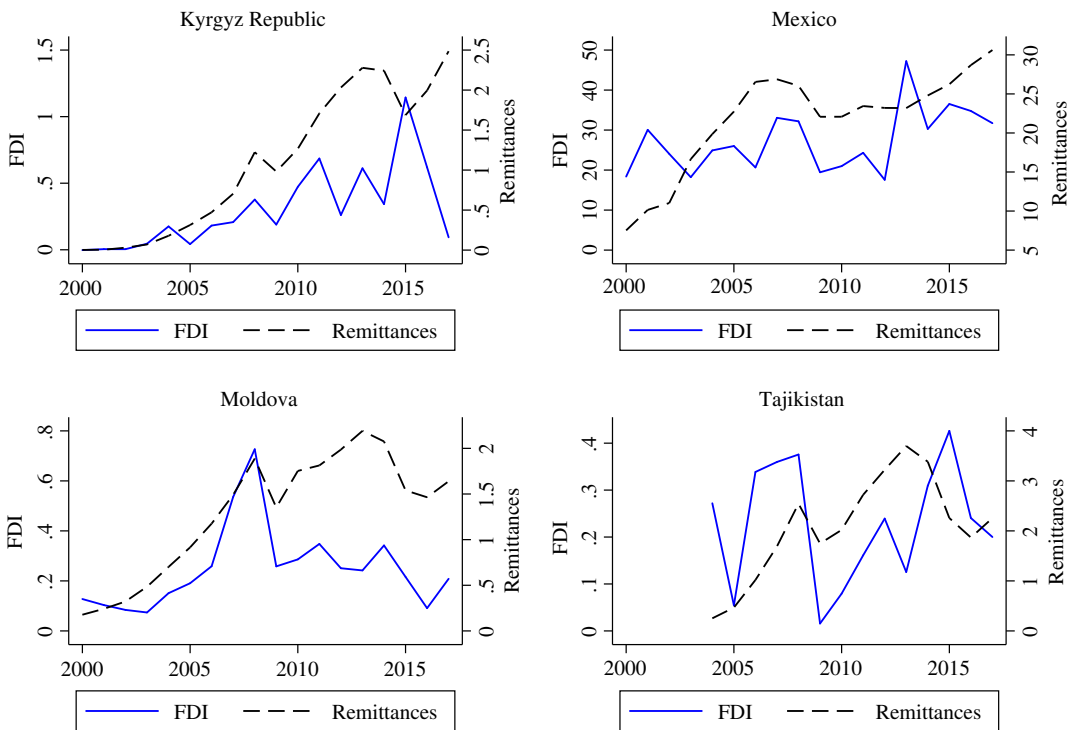 Kyrgyz Republic
FDI
0 .5 1 1.5
Remittances
0 .5 1 1.5 2 2.5
2000 2005 2010 2015
FDI Remittances
Mexico
FDI
0 10 20 30 40 50
Remittances
5 10 15 20 25 30
2000 2005 2010 2015
FDI Remittances
Moldova
FDI
0 .2 .4 .6 .8
Remittances
0 .5 1 1.5 2
2000 2005 2010 2015
FDI Remittances
Tajikistan
FDI
0 .1 .2 .3 .4
Remittances
0 1 2 3 4
2000 2005 2010 2015
FDI Remittances